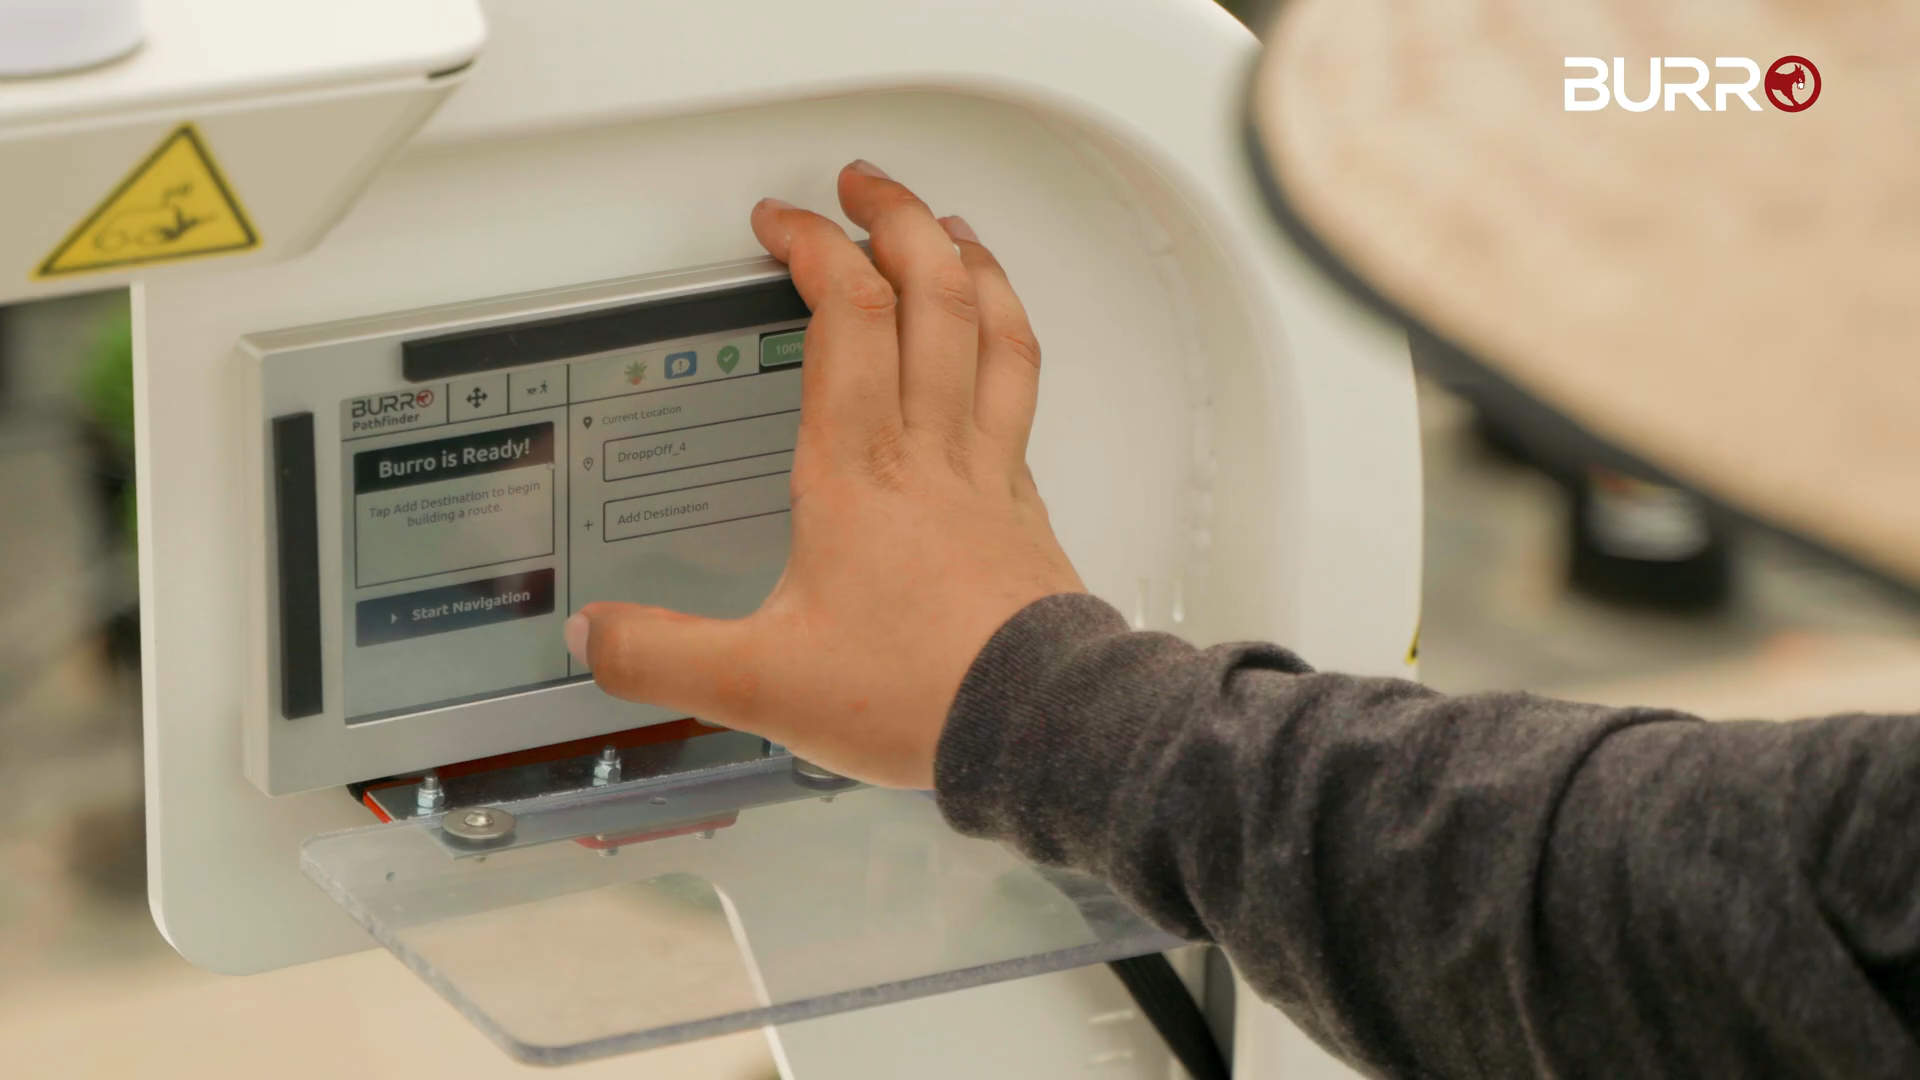 BURRO
BURRO
Pathfinder
100%
Burro is Ready!
Tap Add Destination to begin
building a route.
Start Navigation
Current Location
DroppOff_4
Add Destination